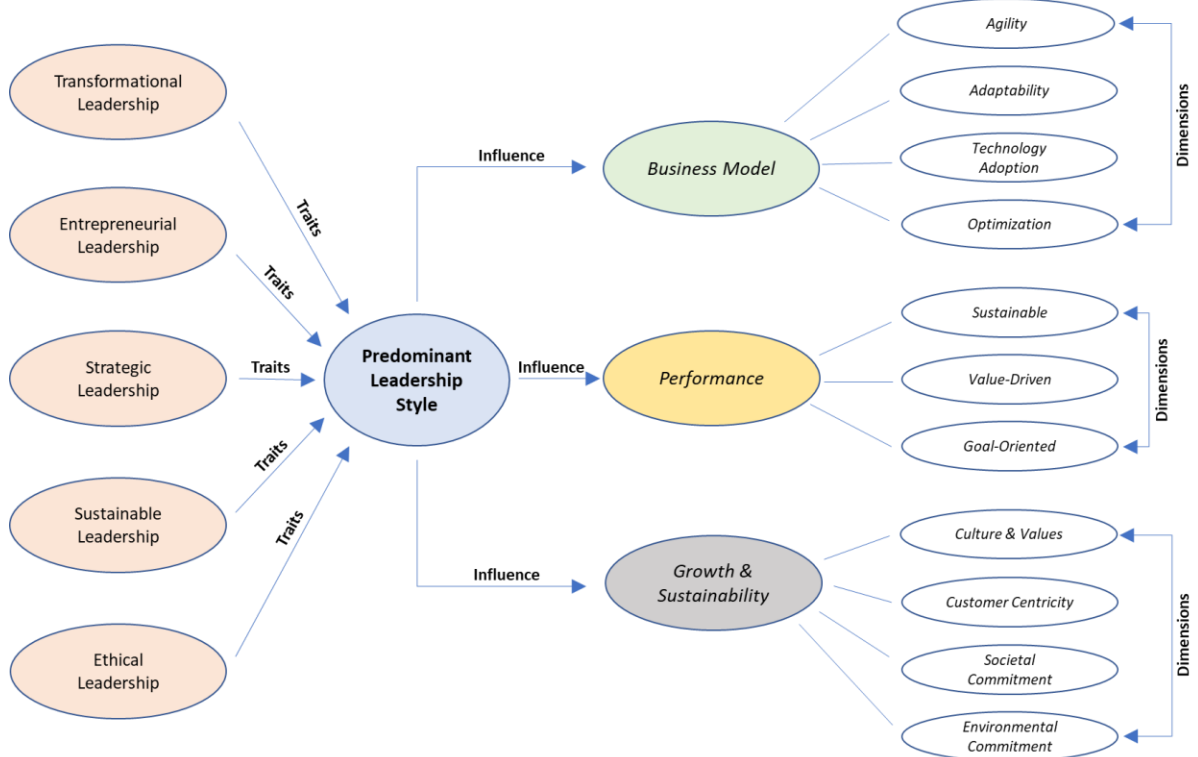 Transformational
Leadership
Entrepreneurial
Leadership
Strategic
Leadership
Sustainable
Leadership
Ethical
Leadership
Traits
Traits
Traits
Traits
Traits
Predominant
Leadership
Style
Influence
Influence
Influence
Business Model
Performance
Growth &
Sustainability
Agility
Adaptability
Technology
Adoption
Optimization
Dimensions
Sustainable
Value-Driven
Goal-Oriented
Dimensions
Culture & Values
Customer Centricity
Societal
Commitment
Environmental
Commitment
Dimensions